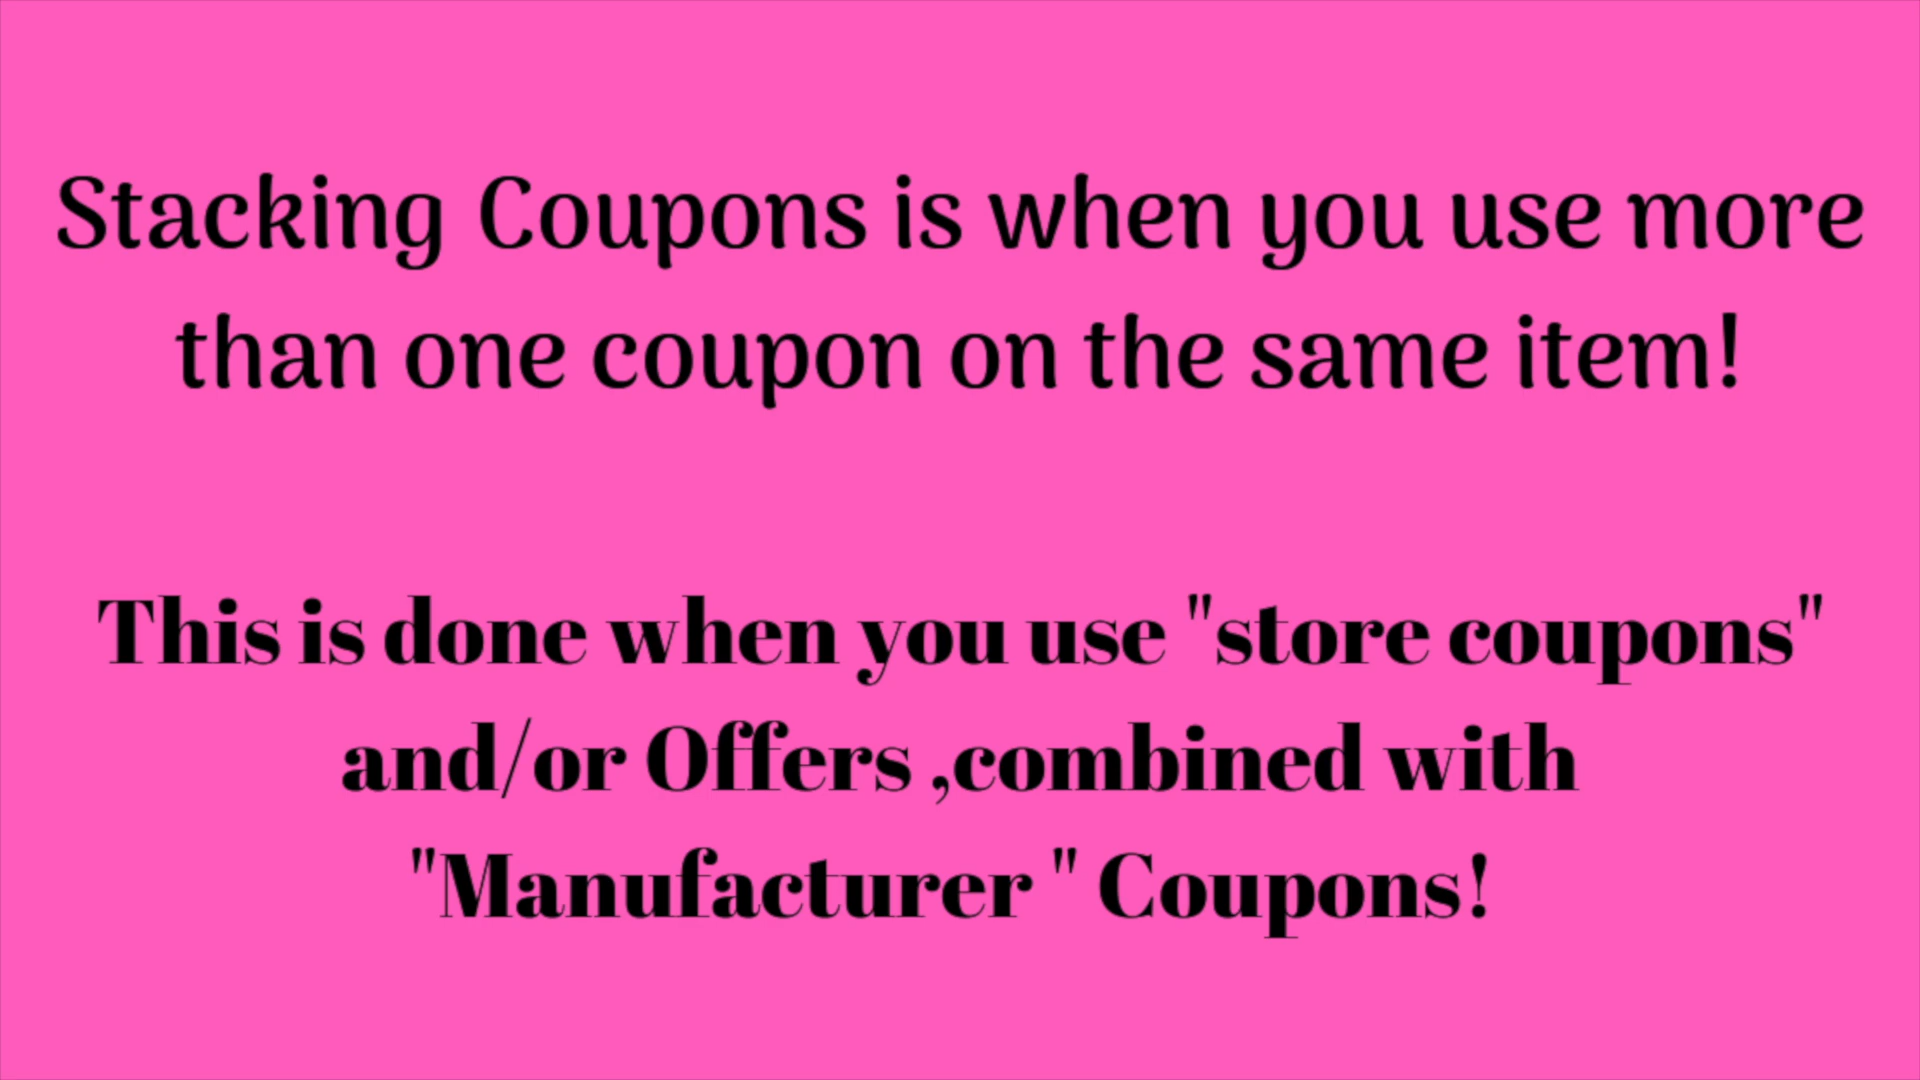 Stacking Coupons is when you use more
than one coupon on the same item!
This is done when you use "store coupons"
and/or Offers ,combined with
"Manufacturer " Coupons!